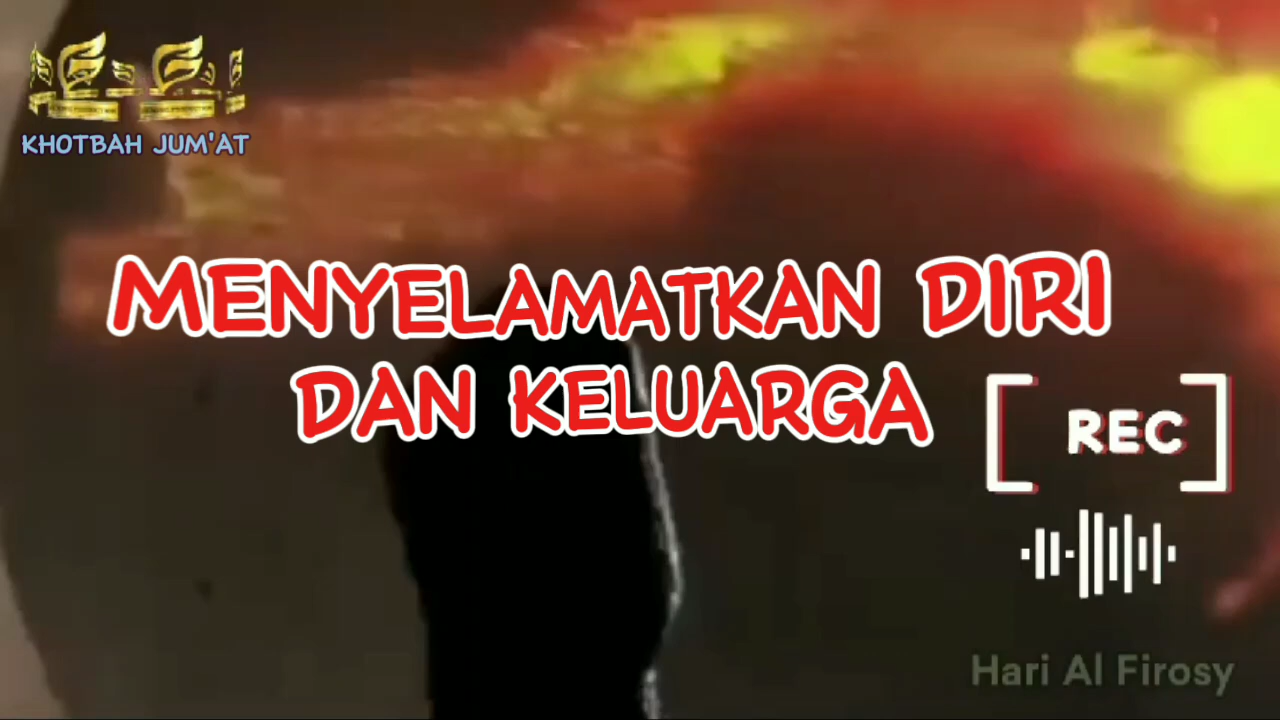 KHOTBAH JUM'AT
MENYELAMATKAN DIRI
DAN KELUARGA
REC
Hari Al Firosy